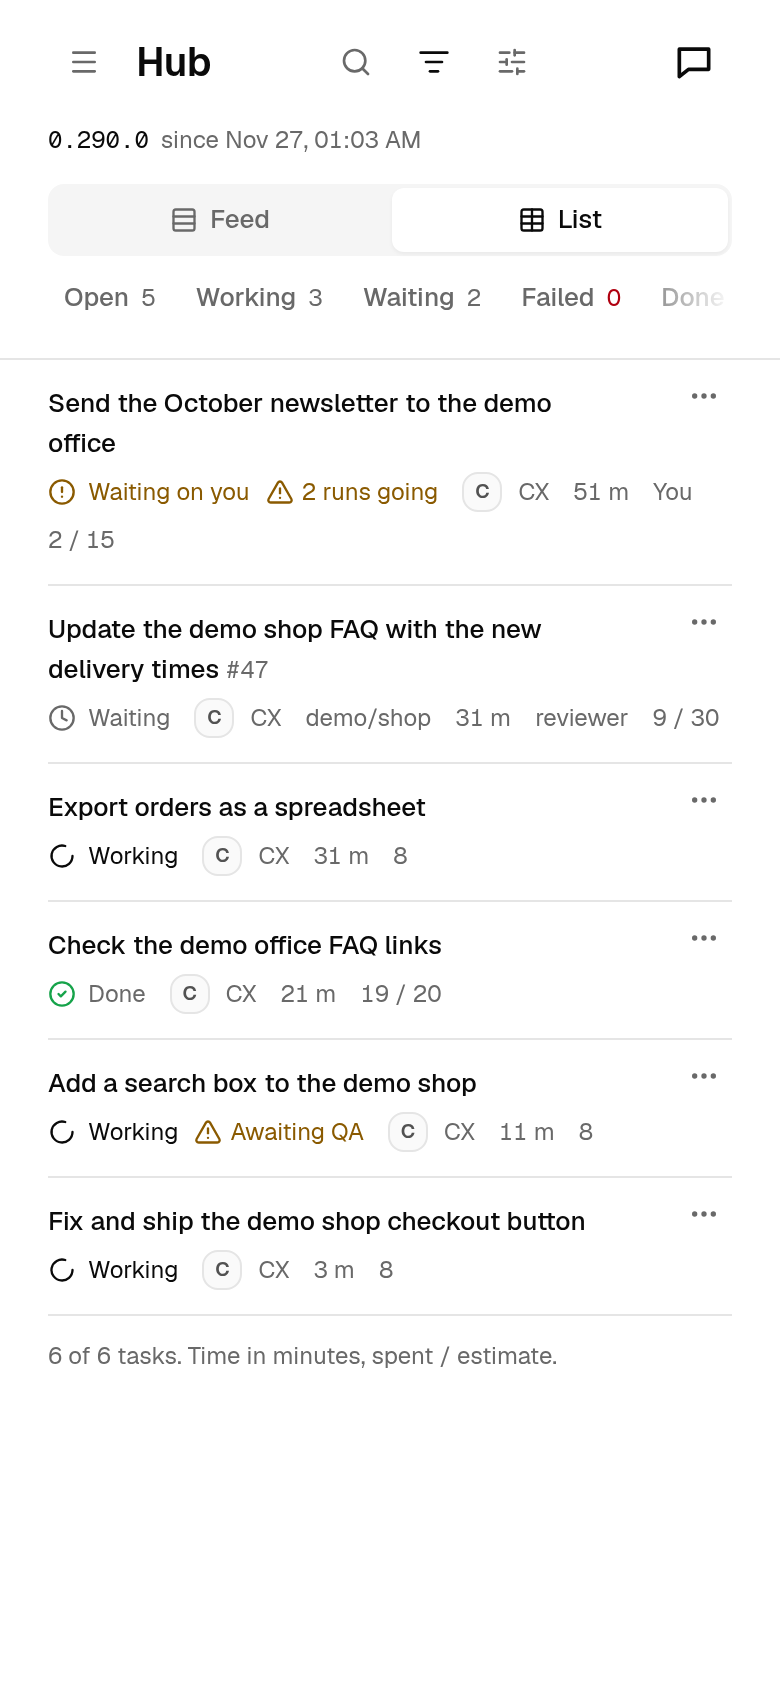 Hub
0.290.0 since Nov 27, 01:03 AM
Feed List
Open 5 Working 3 Waiting 2 Failed 0 Done
Send the October newsletter to the demo
office
Waiting on you 2 runs going C CX 51 m You
2 / 15
Update the demo shop FAQ with the new
delivery times #47
Waiting C CX demo/shop 31 m reviewer 9 / 30
Export orders as a spreadsheet
Working C CX 31 m 8
Check the demo office FAQ links
Done C CX 21 m 19 / 20
Add a search box to the demo shop
Working Awaiting QA C CX 11 m 8
Fix and ship the demo shop checkout button
Working C CX 3 m 8
6 of 6 tasks. Time in minutes, spent / estimate.